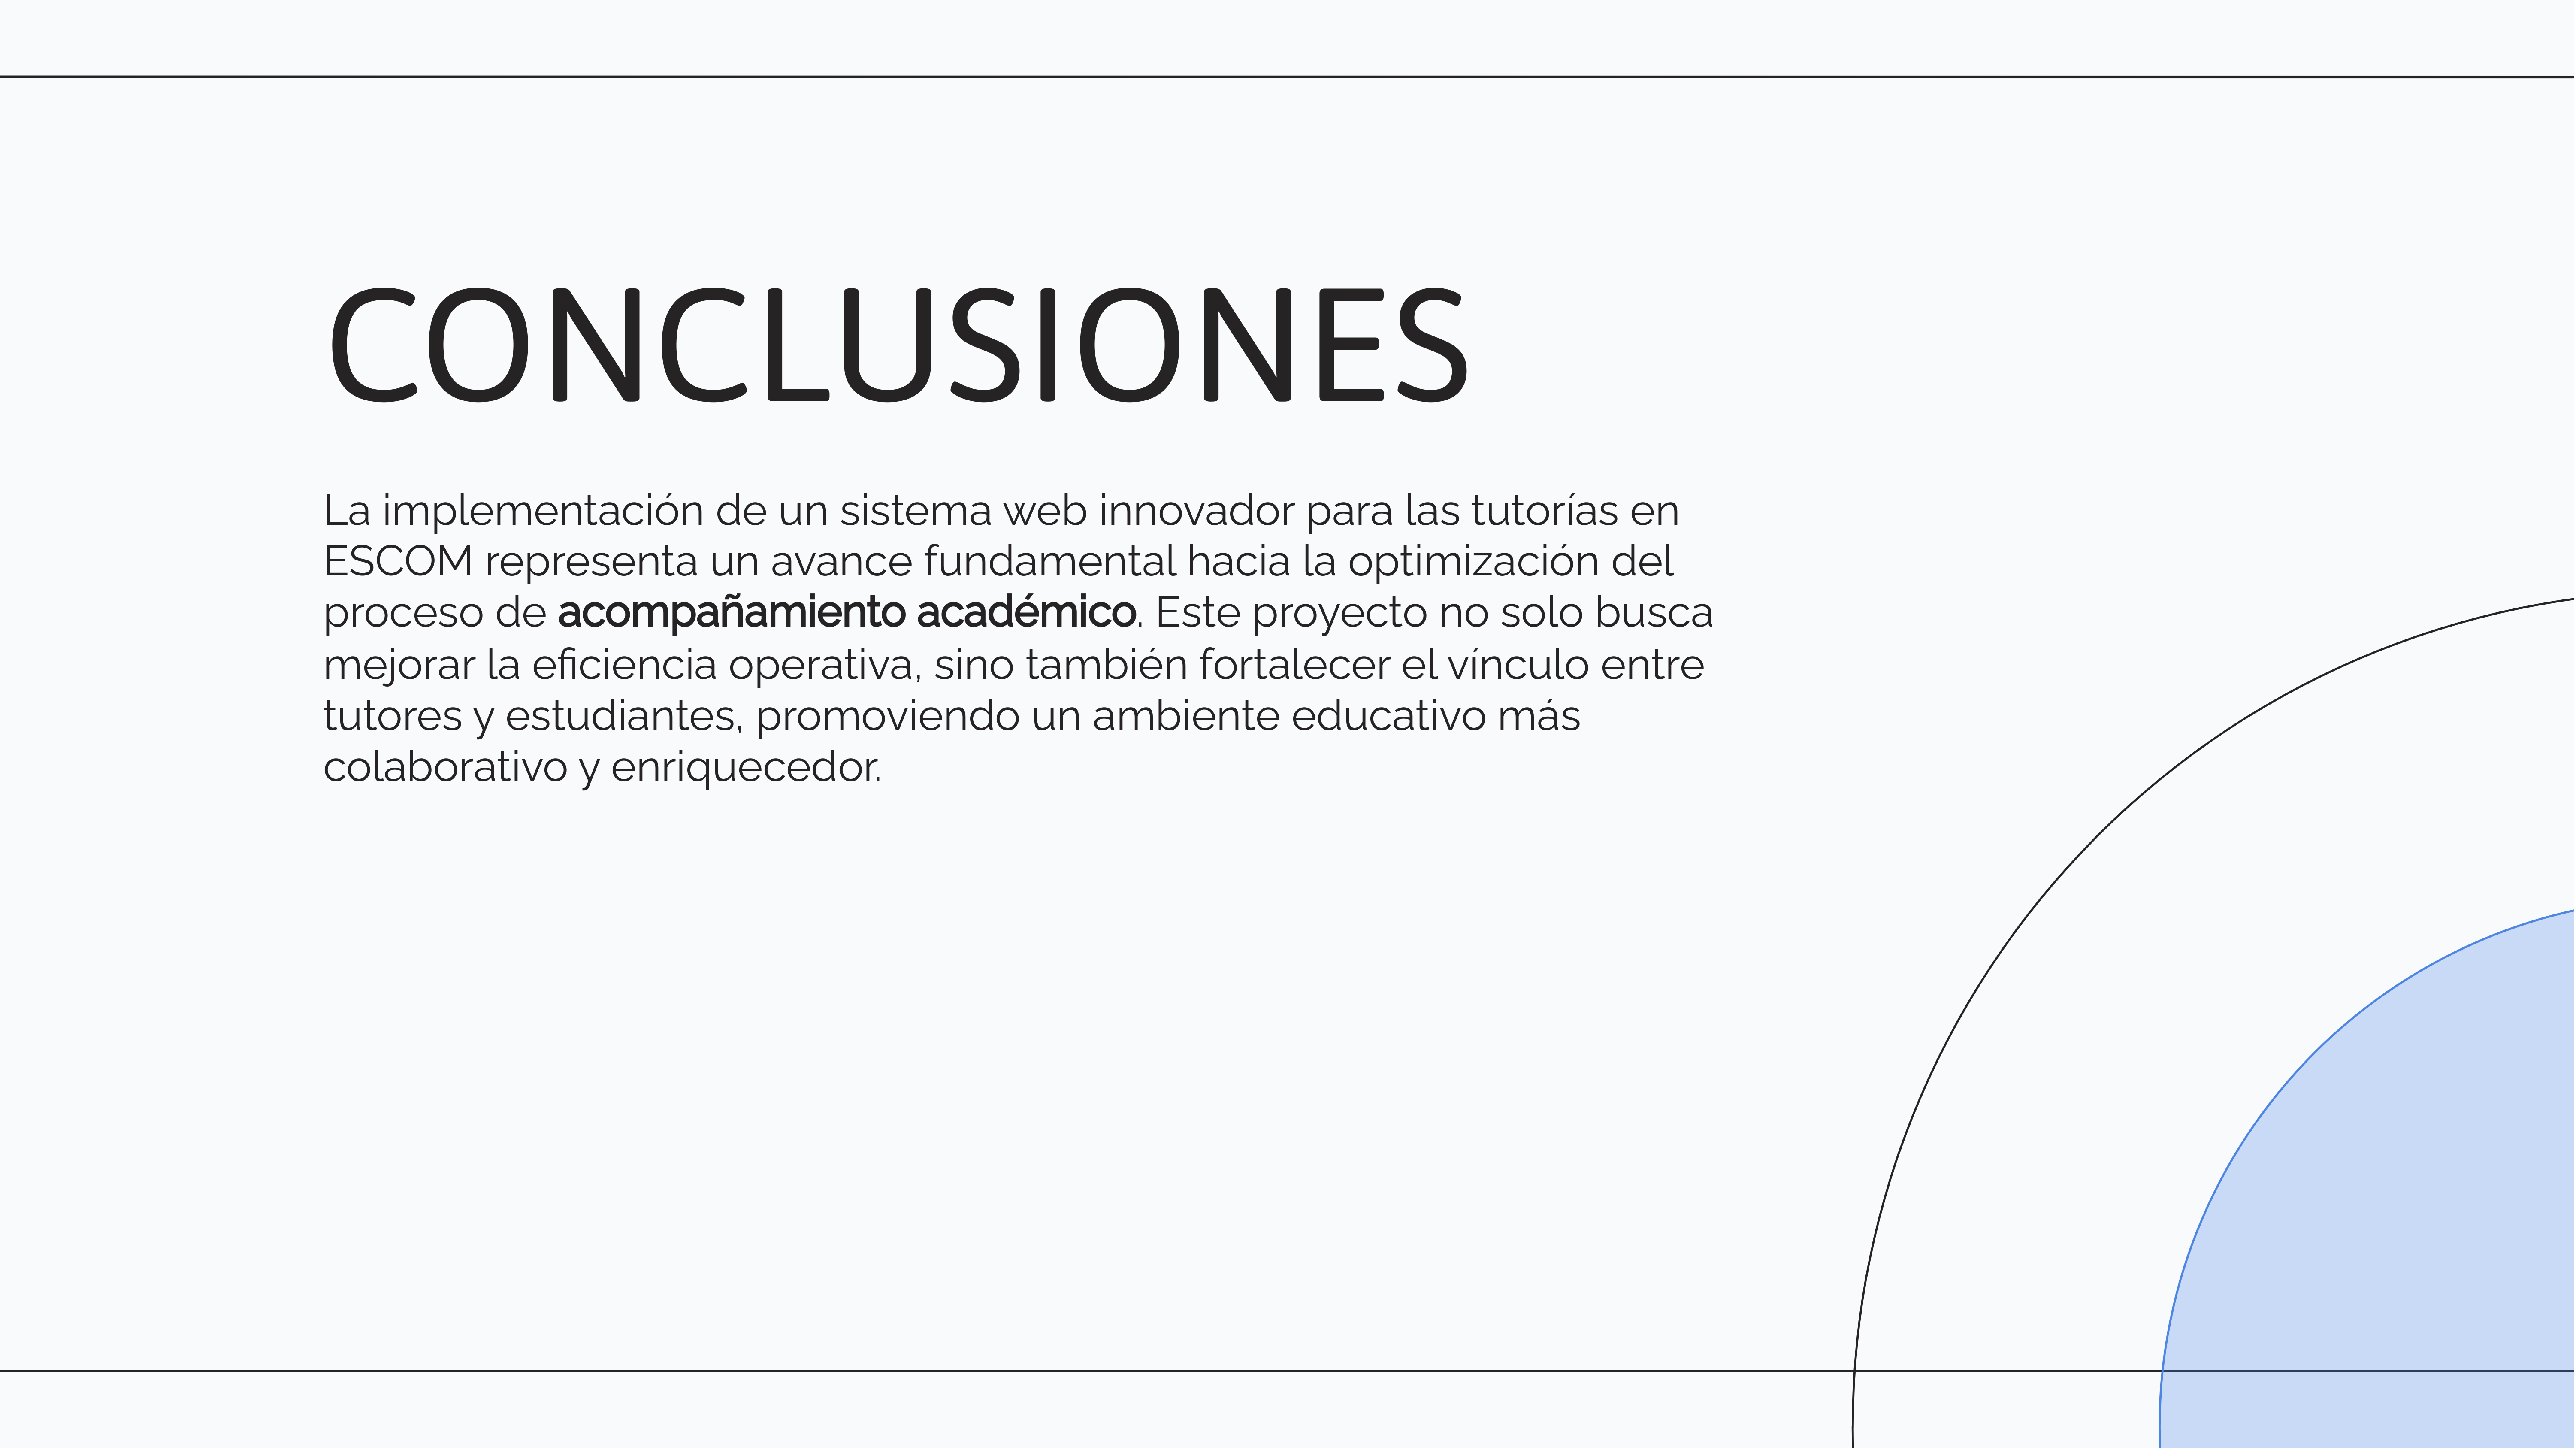 CONCLUSIONES
La implementación de un sistema web innovador para las tutorías en
ESCOM representa un avance fundamental hacia la optimización del
proceso de acompañamiento académico. Este proyecto no solo busca
mejorar la eficiencia operativa, sino también fortalecer el vínculo entre
tutores y estudiantes, promoviendo un ambiente educativo más
colaborativo y enriquecedor.